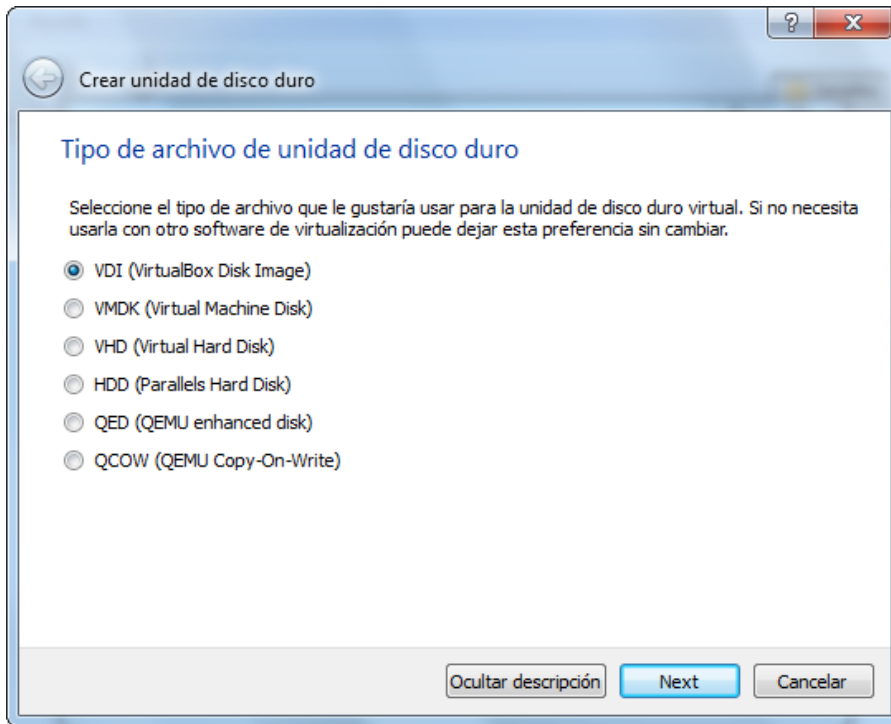 ?
X
Crear unidad de disco duro
Tipo de archivo de unidad de disco duro
Seleccione el tipo de archivo que le gustaría usar para la unidad de disco duro virtual. Si no necesita
usarla con otro software de virtualización puede dejar esta preferencia sin cambiar.
VDI (VirtualBox Disk Image)
VMDK (Virtual Machine Disk)
VHD (Virtual Hard Disk)
HDD (Parallels Hard Disk)
QED (QEMU enhanced disk)
QCOW (QEMU Copy-On-Write)
Ocultar descripción Next Cancelar